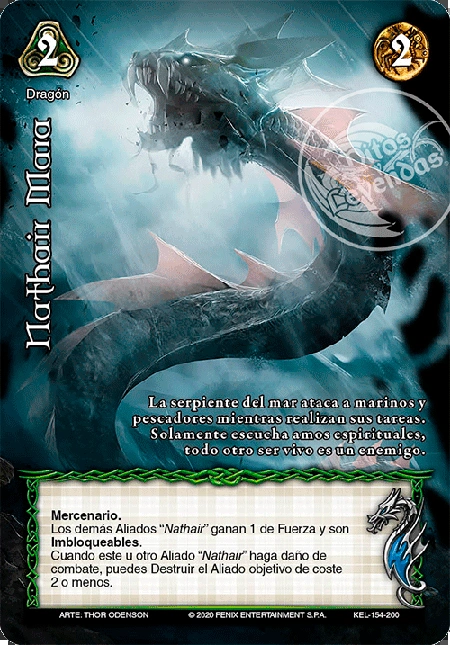 2
2
Dragón
Nathair Mara
Mitos
Leyendas
La serpiente del mar ataca a marinos y
pescadores mientras realizan sus tareas.
Solamente escucha amos espirituales,
todo otro ser vivo es un enemigo.
Mercenario.
Los demás Aliados “Nathair” ganan 1 de Fuerza y son
Imbloqueables.
Cuando este u otro Aliado “Nathair” haga daño de
combate, puedes Destruir el Aliado objetivo de coste
2 o menos.
ARTE: THOR ODENSON © 2020 FENIX ENTERTAINMENT S.P.A. KEL-154-200